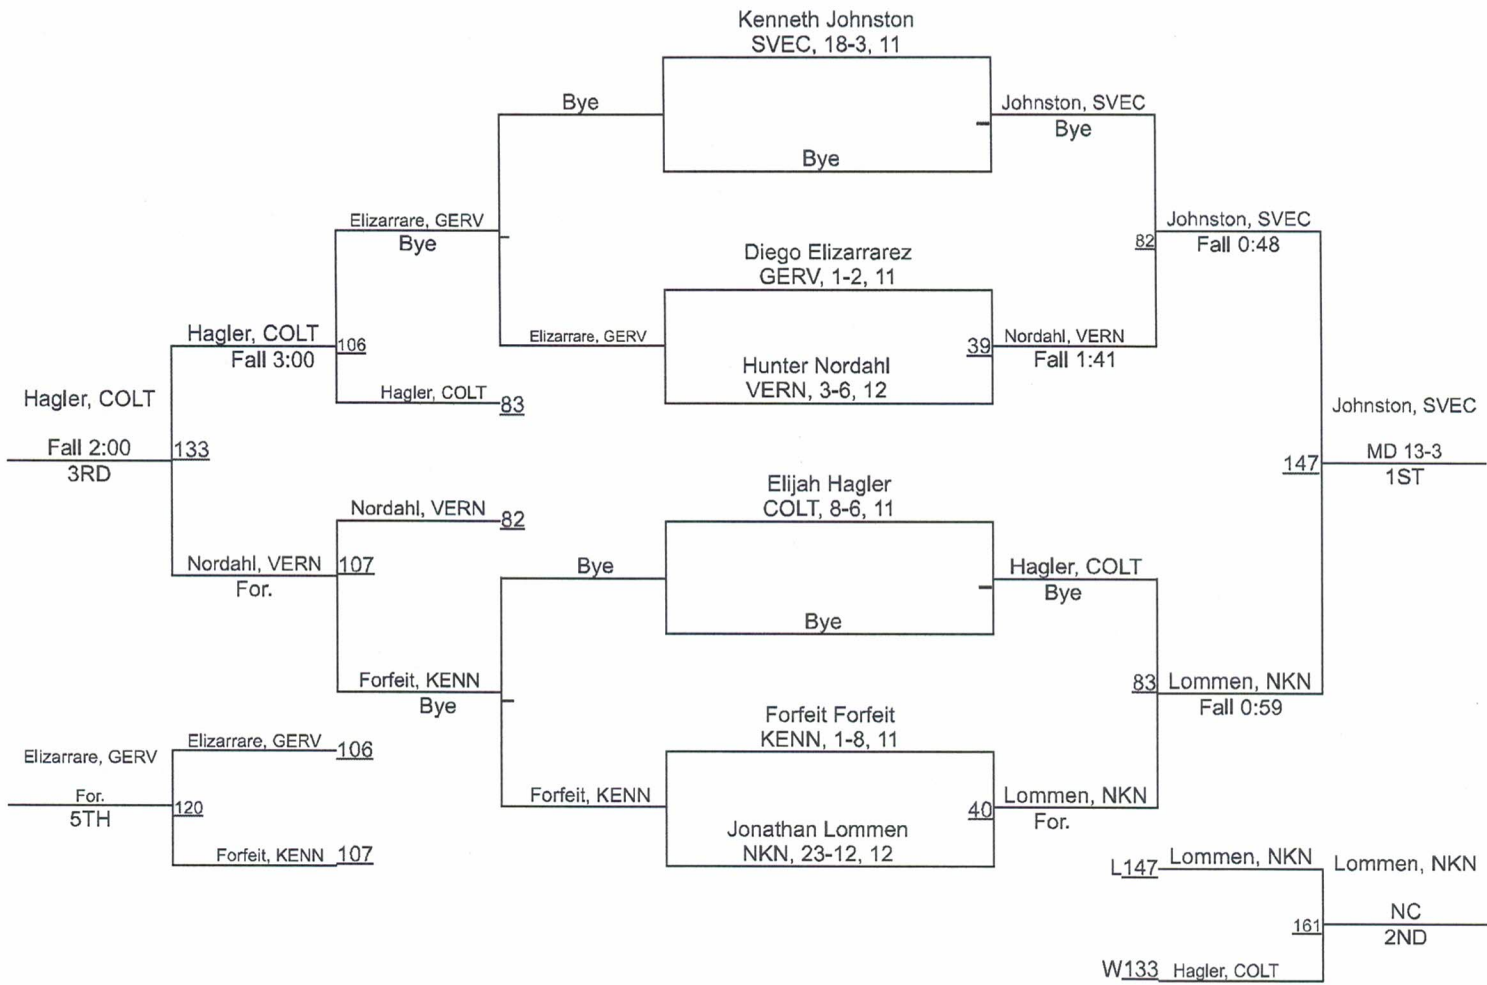 Kenneth Johnston
SVEC, 18-3, 11
Bye
Johnston, SVEC
Bye
Bye
Elizarrare, GERV
Bye
Johnston, SVEC
82
Fall 0:48
Diego Elizarrarez
GERV, 1-2, 11
Hagler, COLT
106
Fall 3:00
Elizarrare, GERV
39
Nordahl, VERN
Fall 1:41
Hunter Nordahl
VERN, 3-6, 12
Hagler, COLT
Hagler, COLT 83
Johnston, SVEC
Fall 2:00
133
3RD
147
MD 13-3
1ST
Elijah Hagler
COLT, 8-6, 11
Nordahl, VERN 82
Nordahl, VERN
107
For.
Bye
Hagler, COLT
Bye
Bye
Forfeit, KENN
Bye
83
Lommen, NKN
Fall 0:59
Forfeit Forfeit
KENN, 1-8, 11
Elizarrare, GERV
Elizarrare, GERV 106
For.
120
5TH
Forfeit, KENN
40
Lommen, NKN
For.
Jonathan Lommen
NKN, 23-12, 12
Forfeit, KENN 107
L147 Lommen, NKN
Lommen, NKN
161
NC
2ND
W133 Hagler, COLT